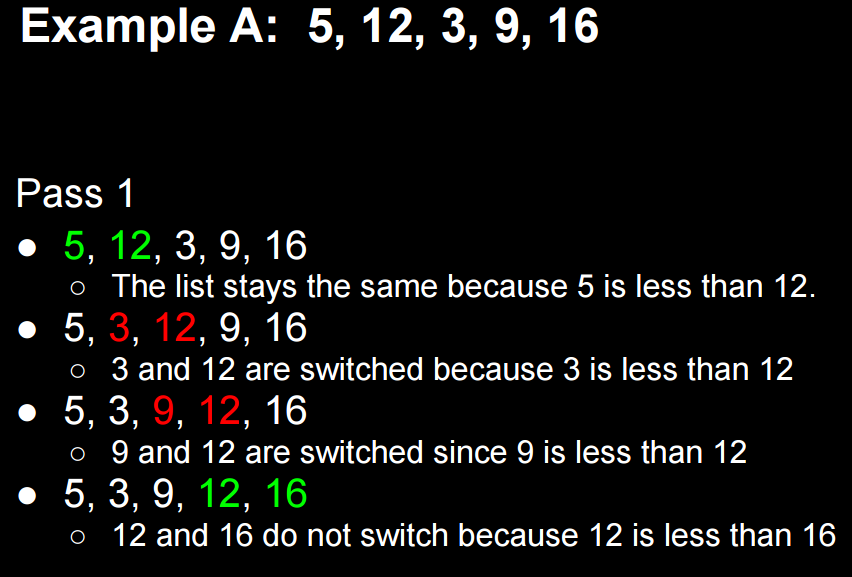 Example A: 5, 12, 3, 9, 16
Pass 1
● 5, 12, 3, 9, 16
○ The list stays the same because 5 is less than 12.
● 5, 3, 12, 9, 16
○ 3 and 12 are switched because 3 is less than 12
● 5, 3, 9, 12, 16
○ 9 and 12 are switched since 9 is less than 12
● 5, 3, 9, 12, 16
○ 12 and 16 do not switch because 12 is less than 16